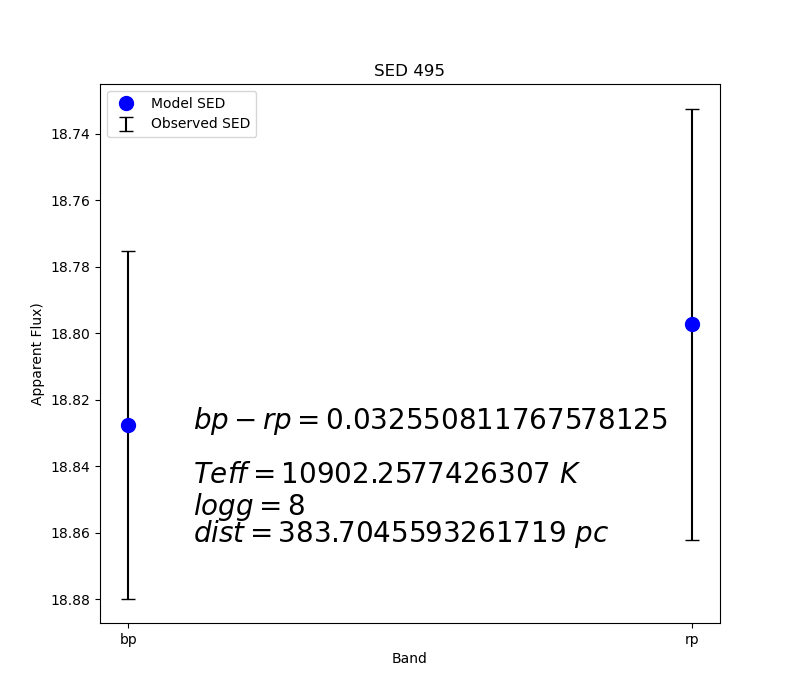 SED 495
Model SED
Observed SED
18.74
18.76
18.78
18.80
18.82
18.84
18.86
18.88
Apparent Flux)
bp − rp = 0.032550811767578125
Teff = 10902.2577426307 K
logg = 8
dist = 383.7045593261719 pc
bp
rp
Band